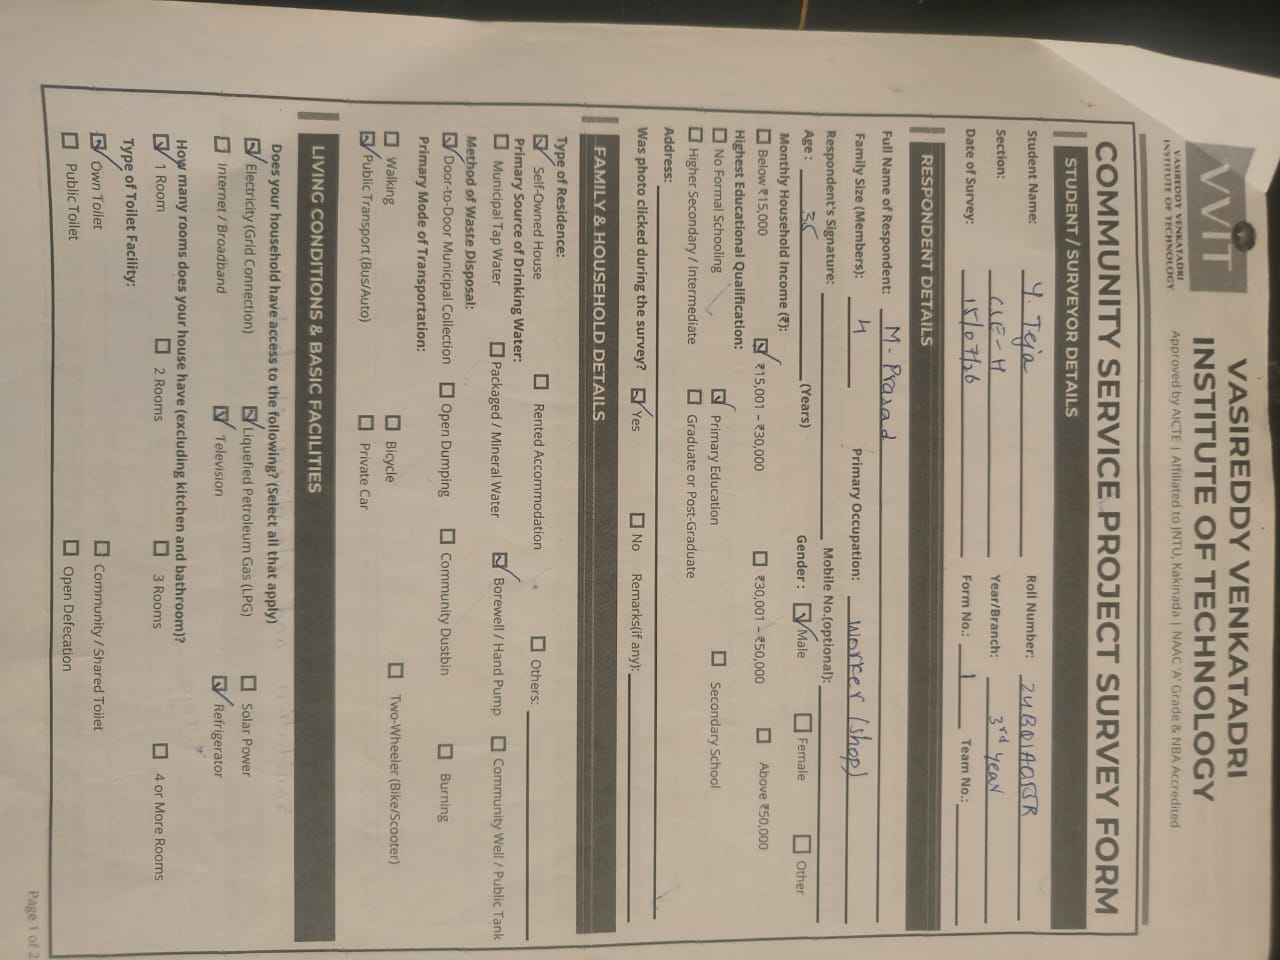 VVIT
VASIREDDY VENKATADRI
INSTITUTE OF TECHNOLOGY
VASIREDDY VENKATADRI
INSTITUTE OF TECHNOLOGY
Approved by AICTE | Affiliated to JNTU, Kakinada | NAAC 'A' Grade & NBA Accredited
COMMUNITY SERVICE PROJECT SURVEY FORM
STUDENT / SURVEYOR DETAILS
Student Name: Y. Teja Roll Number:
Section: Year/Branch: 3rd year
Date of Survey: 15/07/26 Form No.: 1 Team No.:
RESPONDENT DETAILS
Full Name of Respondent: M. Prasad
Family Size (Members): 4 Primary Occupation: Worker (shop)
Respondent's Signature: Mobile No.(optional):
Age : 35 (Years) Gender : ☑ Male ☐ Female ☐ Other
Monthly Household Income (₹):
☐ Below ₹15,000 ☑ ₹15,001 – ₹30,000 ☐ ₹30,001 – ₹50,000 ☐ Above ₹50,000
Highest Educational Qualification:
☐ No Formal Schooling ☑ Primary Education ☐ Secondary School
☐ Higher Secondary / Intermediate ☐ Graduate or Post-Graduate
Address:
Was photo clicked during the survey? ☑ Yes ☐ No Remarks(if any):
FAMILY & HOUSEHOLD DETAILS
Type of Residence:
☑ Self-Owned House ☐ Rented Accommodation ☐ Others:
Primary Source of Drinking Water:
☐ Municipal Tap Water ☐ Packaged / Mineral Water ☑ Borewell / Hand Pump ☐ Community Well / Public Tank
Method of Waste Disposal:
☑ Door-to-Door Municipal Collection ☐ Open Dumping ☐ Community Dustbin ☐ Burning
Primary Mode of Transportation:
☐ Walking ☐ Bicycle ☐ Two-Wheeler (Bike/Scooter)
☑ Public Transport (Bus/Auto) ☐ Private Car
LIVING CONDITIONS & BASIC FACILITIES
Does your household have access to the following? (Select all that apply)
☑ Electricity (Grid Connection) ☑ Liquefied Petroleum Gas (LPG) ☐ Solar Power
☐ Internet / Broadband ☑ Television ☑ Refrigerator
How many rooms does your house have (excluding kitchen and bathroom)?
☑ 1 Room ☐ 2 Rooms ☐ 3 Rooms ☐ 4 or More Rooms
Type of Toilet Facility:
☑ Own Toilet ☐ Community / Shared Toilet
☐ Public Toilet ☐ Open Defecation
Page 1 of 2